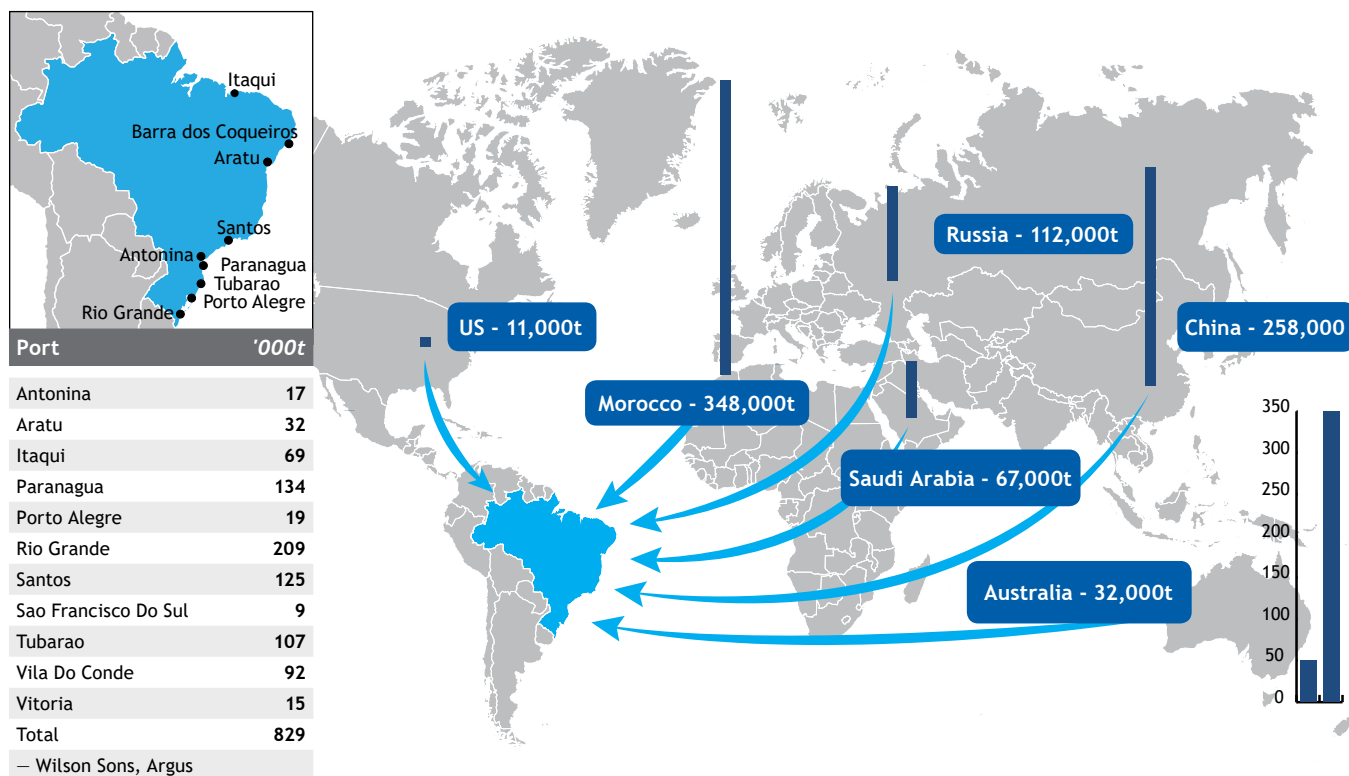 Itaqui
Barra dos Coqueiros
Aratu
Santos
Antonina
Paranagua
Tubarao
Porto Alegre
Rio Grande
Port '000t
Antonina 17
Aratu 32
Itaqui 69
Paranagua 134
Porto Alegre 19
Rio Grande 209
Santos 125
Sao Francisco Do Sul 9
Tubarao 107
Vila Do Conde 92
Vitoria 15
Total 829
— Wilson Sons, Argus
Russia - 112,000t
US - 11,000t
China - 258,000
Morocco - 348,000t
Saudi Arabia - 67,000t
Australia - 32,000t
350
300
250
200
150
100
50
0